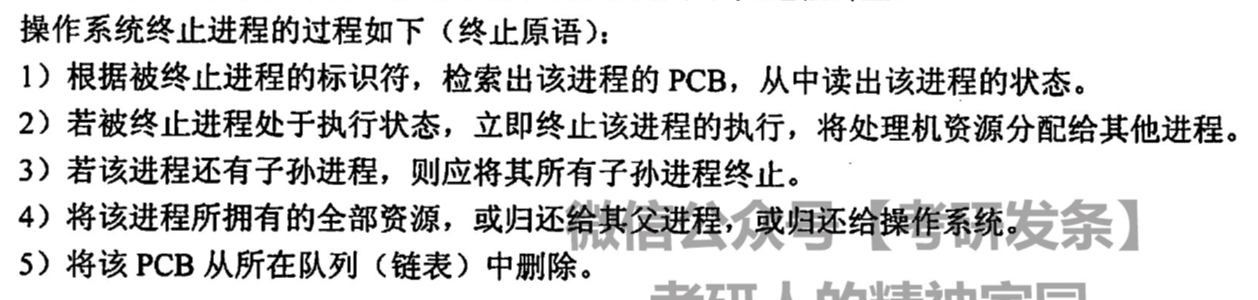 操作系统终止进程的过程如下（终止原语）：
1）根据被终止进程的标识符，检索出该进程的 PCB，从中读出该进程的状态。
2）若被终止进程处于执行状态，立即终止该进程的执行，将处理机资源分配给其他进程。
3）若该进程还有子孙进程，则应将其所有子孙进程终止。
4）将该进程所拥有的全部资源，或归还给其父进程，或归还给操作系统。
微信公众号【考研发条】
5）将该 PCB 从所在队列（链表）中删除。
考研人的精神家园